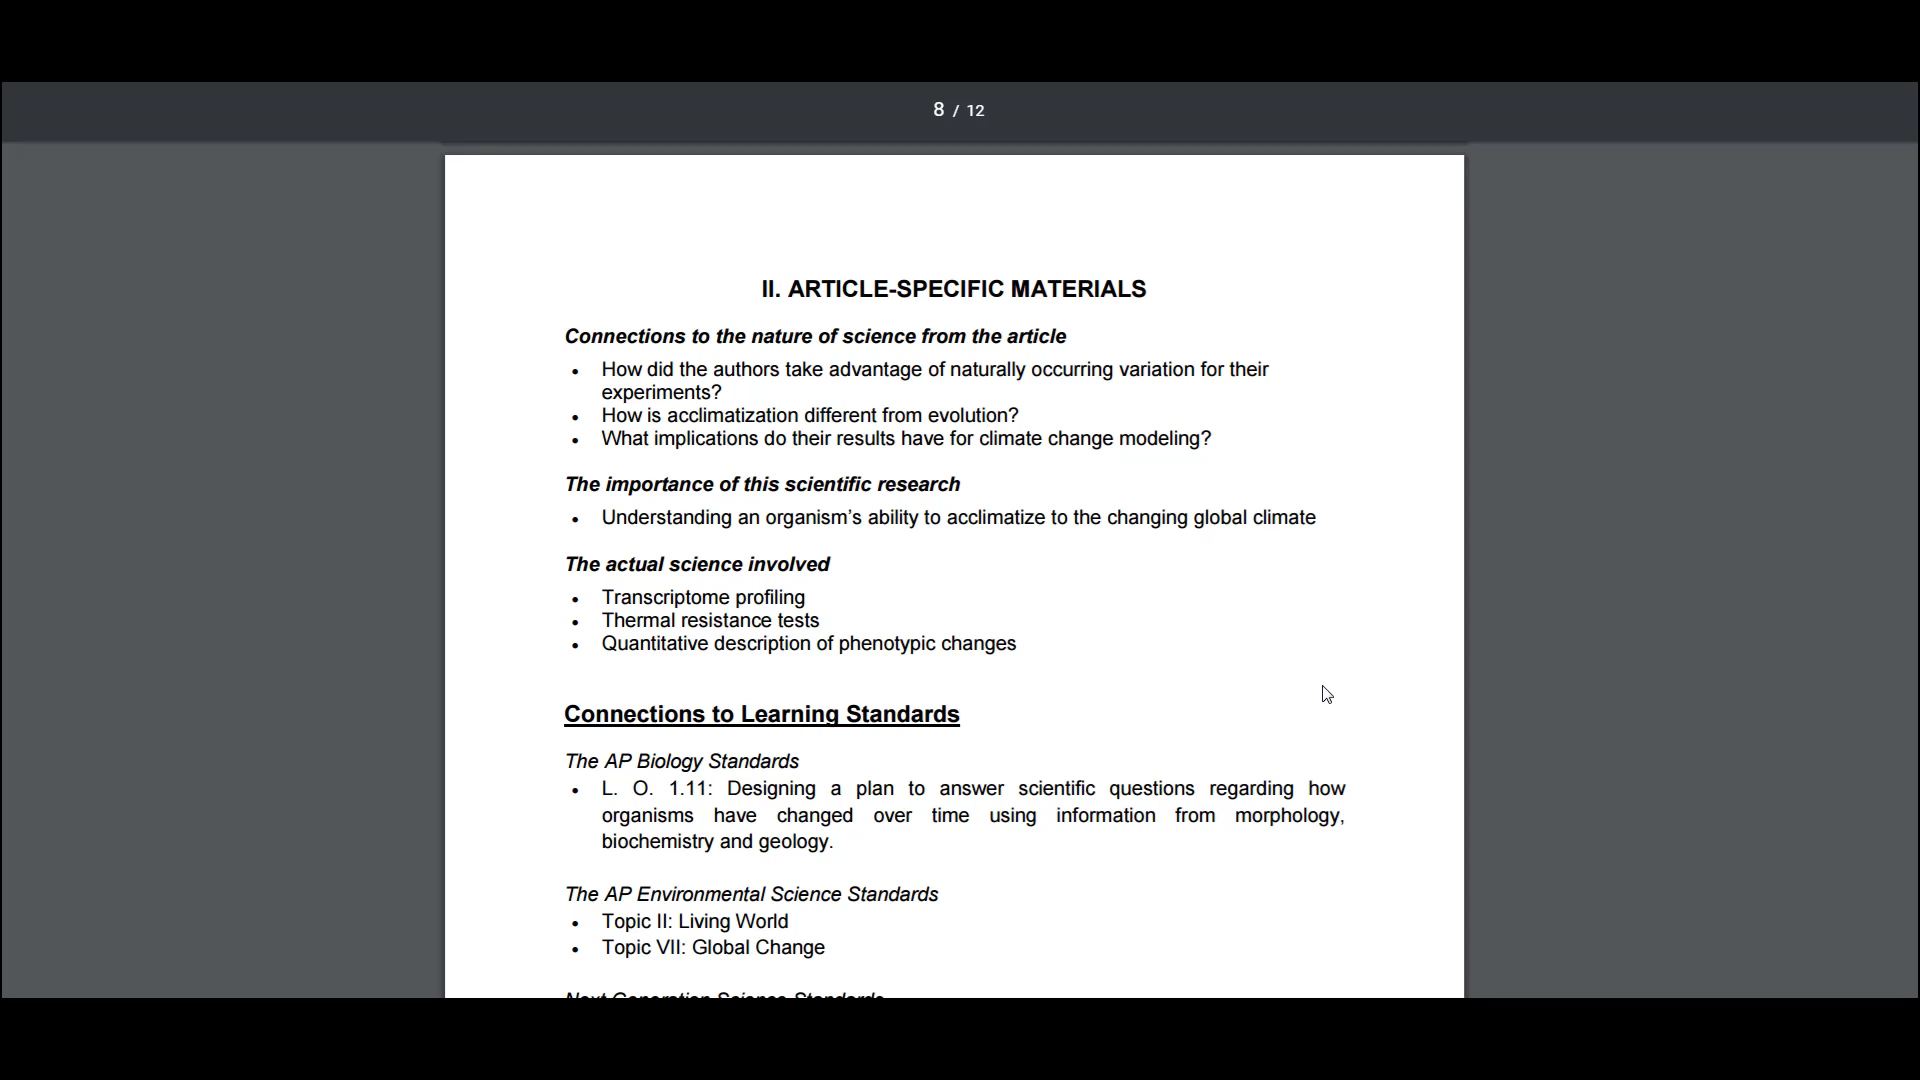 8 / 12
II. ARTICLE-SPECIFIC MATERIALS
Connections to the nature of science from the article
• How did the authors take advantage of naturally occurring variation for their
experiments?
• How is acclimatization different from evolution?
• What implications do their results have for climate change modeling?
The importance of this scientific research
• Understanding an organism's ability to acclimatize to the changing global climate
The actual science involved
• Transcriptome profiling
• Thermal resistance tests
• Quantitative description of phenotypic changes
Connections to Learning Standards
The AP Biology Standards
• L. O. 1.11: Designing a plan to answer scientific questions regarding how
organisms have changed over time using information from morphology,
biochemistry and geology.
The AP Environmental Science Standards
• Topic II: Living World
• Topic VII: Global Change
Next Generation Science Standards